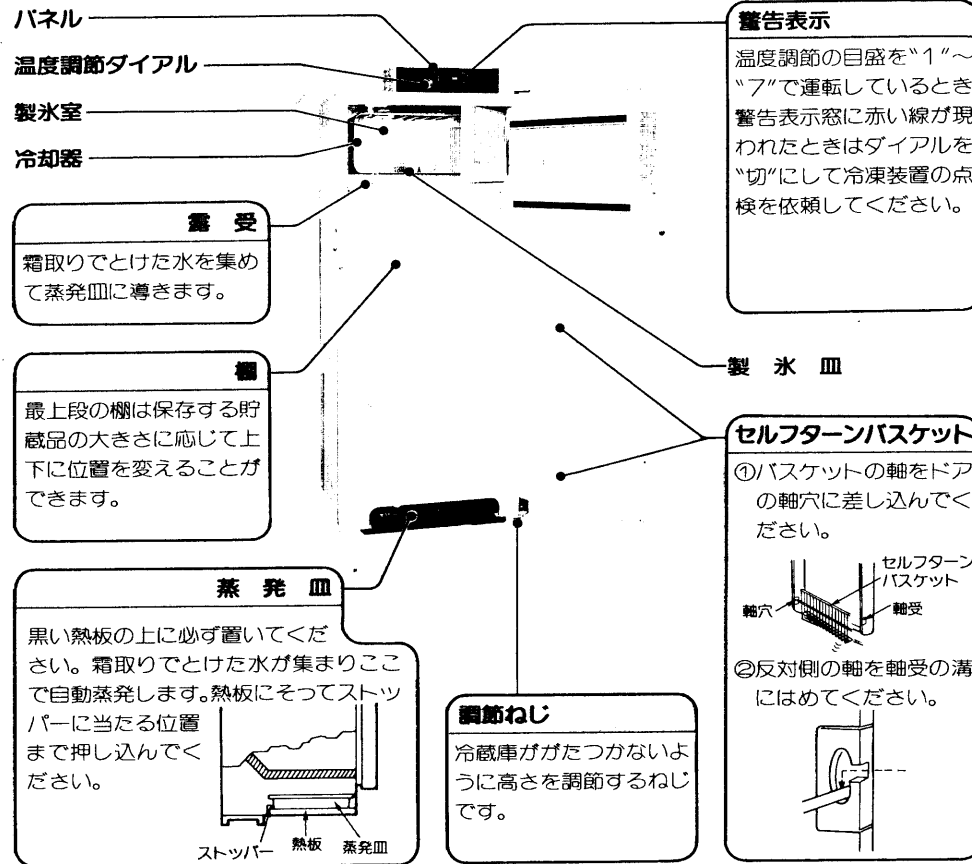 パネル
温度調節ダイアル
製氷室
冷却器
露受
霜取りでとけた水を集め
て蒸発皿に導きます。
棚
最上段の棚は保存する貯
蔵品の大きさに応じて上
下に位置を変えることが
できます。
蒸発皿
黒い熱板の上に必ず置いてくだ
さい。霜取りでとけた水が集まりここ
で自動蒸発します。熱板にそってストッ
パーに当たる位置
まで押し込んでく
ださい。
ストッパー
熱板
蒸発皿
調節ねじ
冷蔵庫ががたつかないよ
うに高さを調節するねじ
です。
警告表示
温度調節の目盛を“1”〜
“7”で運転しているとき
警告表示窓に赤い線が現
われたときはダイアルを
“切”にして冷凍装置の点
検を依頼してください。
製氷皿
セルフターンバスケット
①バスケットの軸をドア
の軸穴に差し込んでく
ださい。
セルフターン
バスケット
軸穴
軸受
②反対側の軸を軸受の溝
にはめてください。